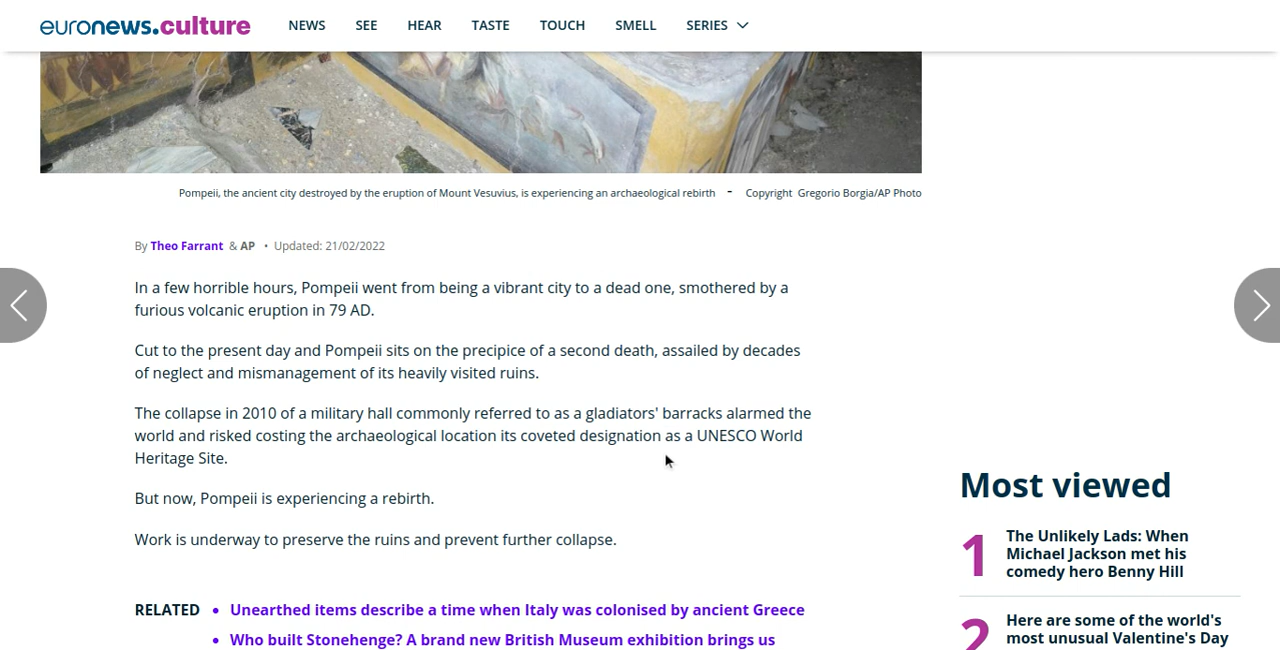 euronews.culture
NEWS SEE HEAR TASTE TOUCH SMELL SERIES
Pompeii, the ancient city destroyed by the eruption of Mount Vesuvius, is experiencing an archaeological rebirth - Copyright Gregorio Borgia/AP Photo
By Theo Farrant & AP • Updated: 21/02/2022
In a few horrible hours, Pompeii went from being a vibrant city to a dead one, smothered by a
furious volcanic eruption in 79 AD.
Cut to the present day and Pompeii sits on the precipice of a second death, assailed by decades
of neglect and mismanagement of its heavily visited ruins.
The collapse in 2010 of a military hall commonly referred to as a gladiators' barracks alarmed the
world and risked costing the archaeological location its coveted designation as a UNESCO World
Heritage Site.
But now, Pompeii is experiencing a rebirth.
Work is underway to preserve the ruins and prevent further collapse.
RELATED • Unearthed items describe a time when Italy was colonised by ancient Greece
• Who built Stonehenge? A brand new British Museum exhibition brings us
Most viewed
1 The Unlikely Lads: When
Michael Jackson met his
comedy hero Benny Hill
2 Here are some of the world's
most unusual Valentine's Day